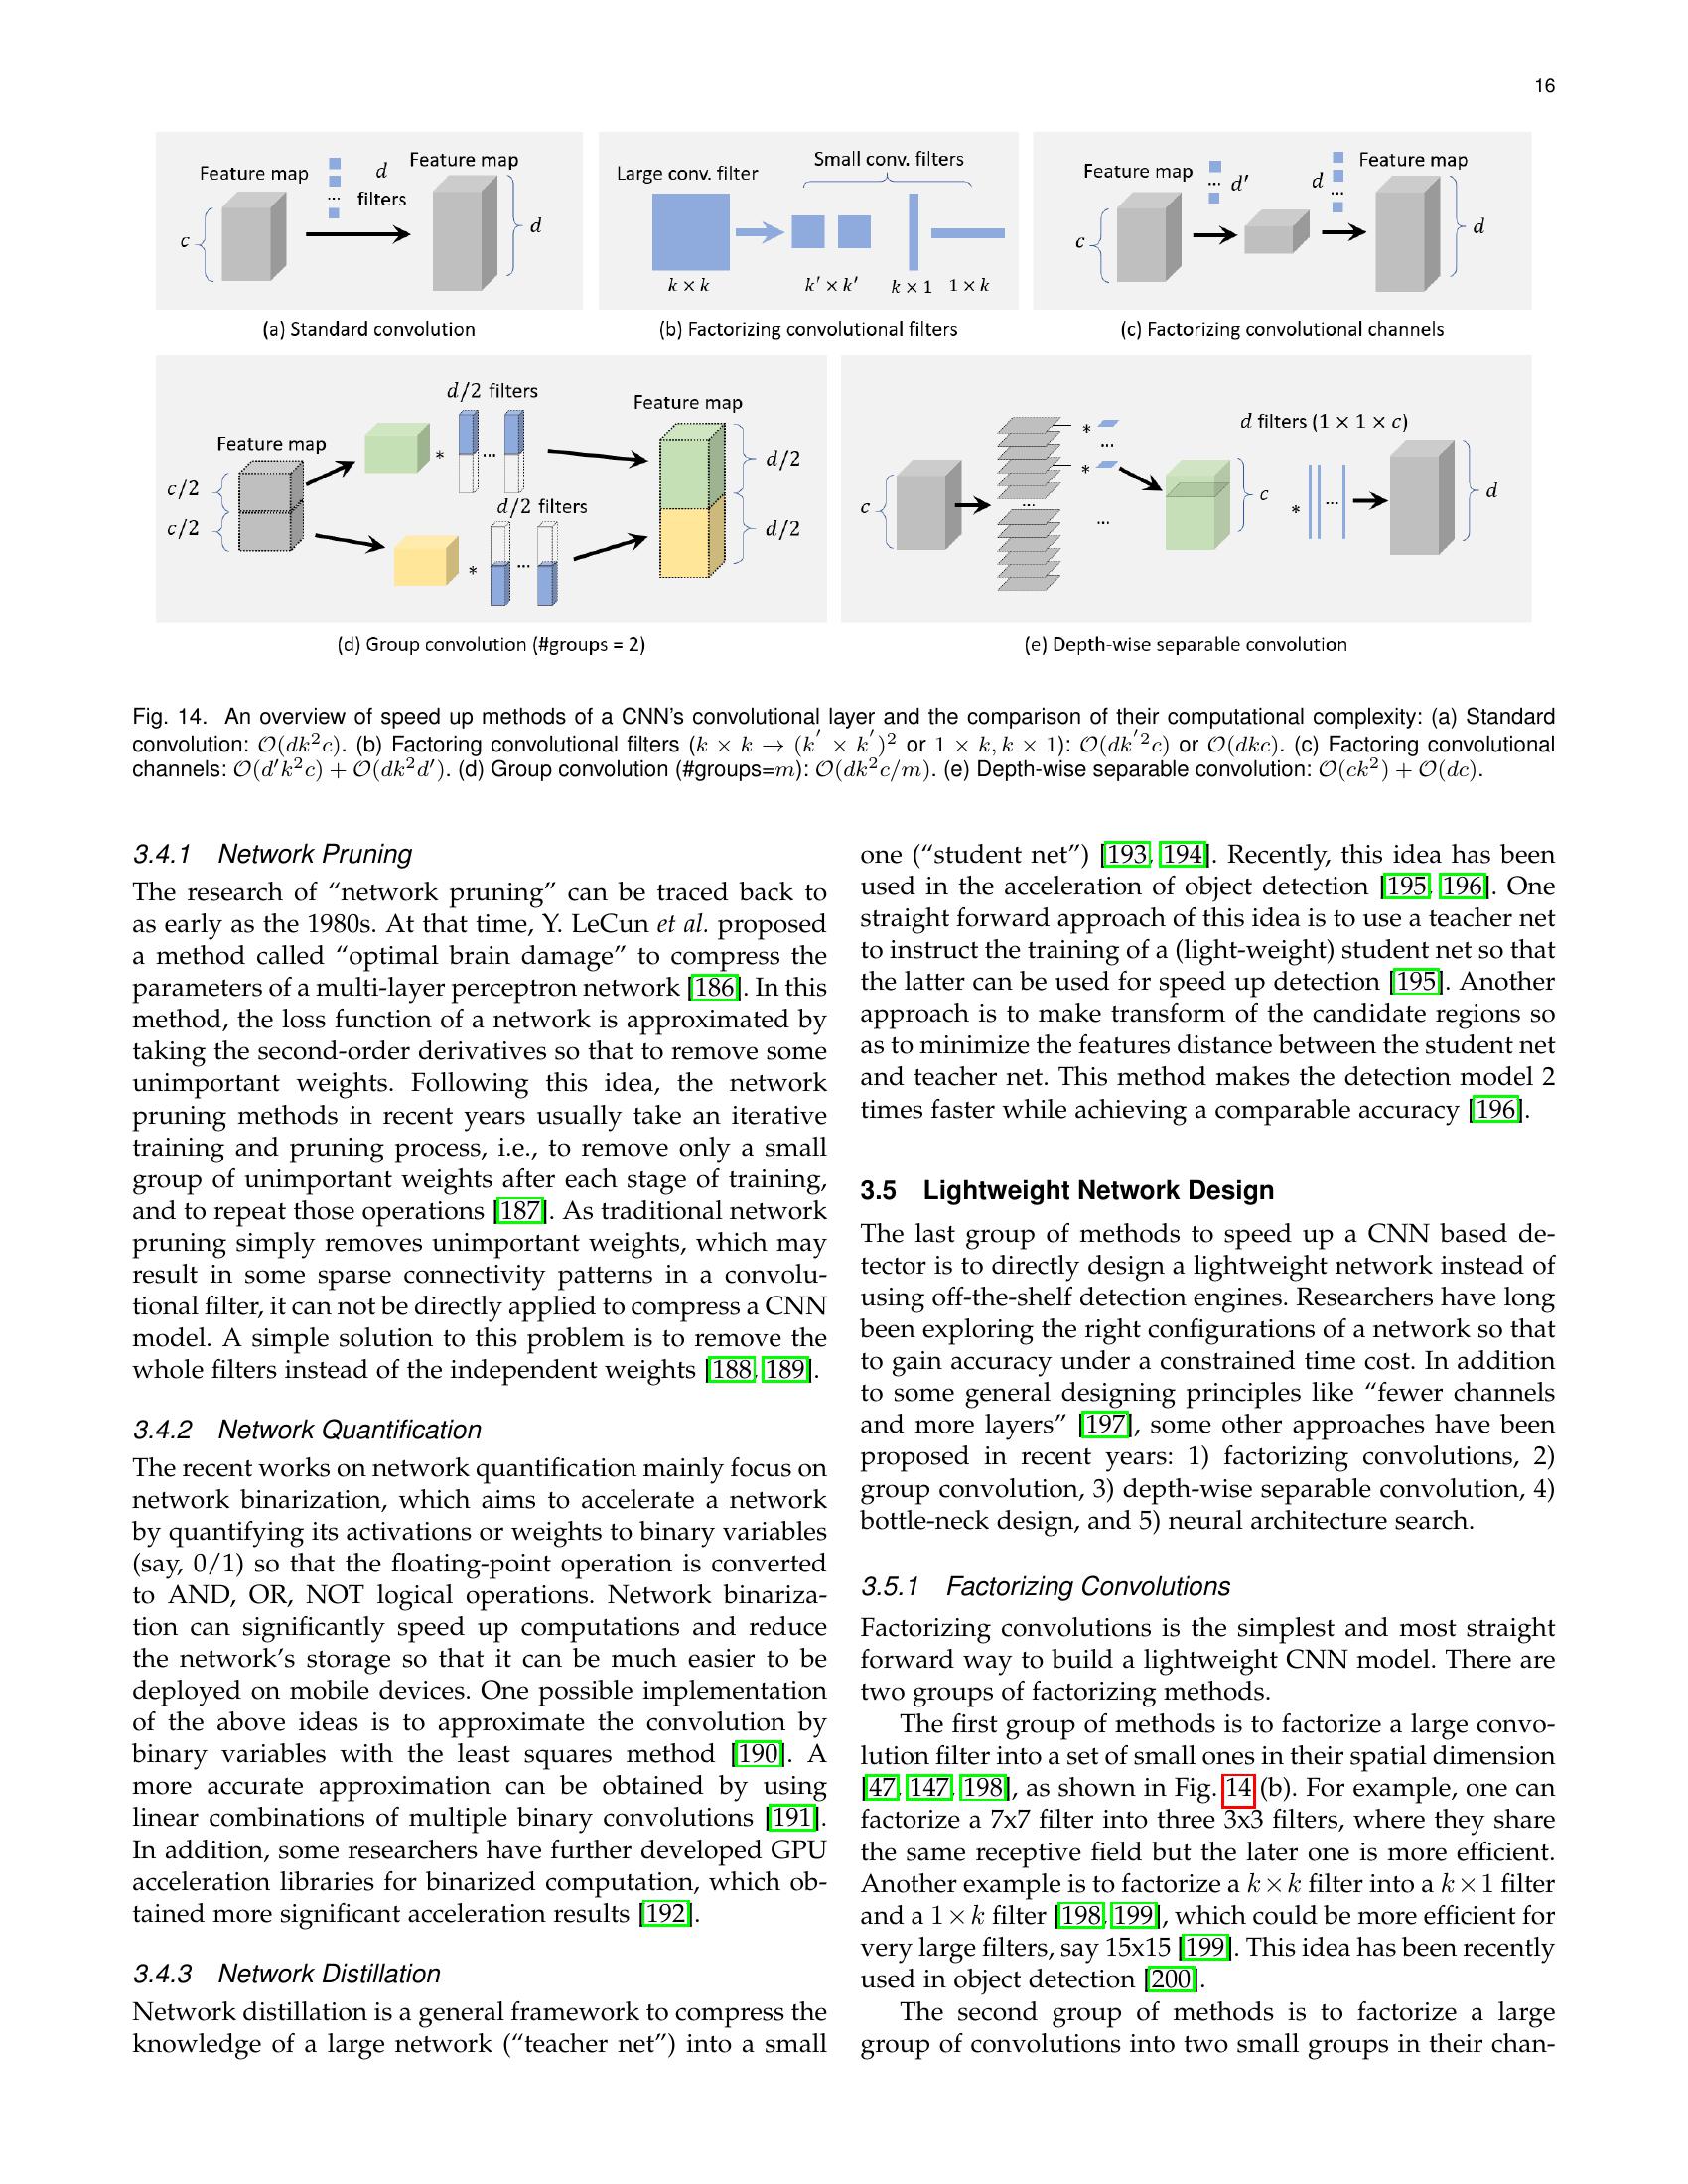 16
Feature map
d
filters
...
Feature map
c
d
(a) Standard convolution
Large conv. filter
Small conv. filters
k × k
k′ × k′
k × 1
1 × k
(b) Factorizing convolutional filters
Feature map
... d′
d
...
Feature map
c
d
(c) Factorizing convolutional channels
d/2 filters
Feature map
Feature map
* ...
d/2
c/2
d/2 filters
c/2
d/2
* ...
(d) Group convolution (#groups = 2)
d filters (1 × 1 × c)
*
...
*
c
c
* ...
d
...
...
(e) Depth-wise separable convolution
Fig. 14. An overview of speed up methods of a CNN's convolutional layer and the comparison of their computational complexity: (a) Standard
convolution: O(dk²c). (b) Factoring convolutional filters (k × k → (k′ × k′)² or 1 × k, k × 1): O(dk′²c) or O(dkc). (c) Factoring convolutional
channels: O(d′k²c) + O(dk²d′). (d) Group convolution (#groups=m): O(dk²c/m). (e) Depth-wise separable convolution: O(ck²) + O(dc).
3.4.1 Network Pruning
The research of “network pruning” can be traced back to
as early as the 1980s. At that time, Y. LeCun et al. proposed
a method called “optimal brain damage” to compress the
parameters of a multi-layer perceptron network [186]. In this
method, the loss function of a network is approximated by
taking the second-order derivatives so that to remove some
unimportant weights. Following this idea, the network
pruning methods in recent years usually take an iterative
training and pruning process, i.e., to remove only a small
group of unimportant weights after each stage of training,
and to repeat those operations [187]. As traditional network
pruning simply removes unimportant weights, which may
result in some sparse connectivity patterns in a convolu-
tional filter, it can not be directly applied to compress a CNN
model. A simple solution to this problem is to remove the
whole filters instead of the independent weights [188, 189].
3.4.2 Network Quantification
The recent works on network quantification mainly focus on
network binarization, which aims to accelerate a network
by quantifying its activations or weights to binary variables
(say, 0/1) so that the floating-point operation is converted
to AND, OR, NOT logical operations. Network binariza-
tion can significantly speed up computations and reduce
the network's storage so that it can be much easier to be
deployed on mobile devices. One possible implementation
of the above ideas is to approximate the convolution by
binary variables with the least squares method [190]. A
more accurate approximation can be obtained by using
linear combinations of multiple binary convolutions [191].
In addition, some researchers have further developed GPU
acceleration libraries for binarized computation, which ob-
tained more significant acceleration results [192].
3.4.3 Network Distillation
Network distillation is a general framework to compress the
knowledge of a large network (“teacher net”) into a small
one (“student net”) [193, 194]. Recently, this idea has been
used in the acceleration of object detection [195, 196]. One
straight forward approach of this idea is to use a teacher net
to instruct the training of a (light-weight) student net so that
the latter can be used for speed up detection [195]. Another
approach is to make transform of the candidate regions so
as to minimize the features distance between the student net
and teacher net. This method makes the detection model 2
times faster while achieving a comparable accuracy [196].
3.5 Lightweight Network Design
The last group of methods to speed up a CNN based de-
tector is to directly design a lightweight network instead of
using off-the-shelf detection engines. Researchers have long
been exploring the right configurations of a network so that
to gain accuracy under a constrained time cost. In addition
to some general designing principles like “fewer channels
and more layers” [197], some other approaches have been
proposed in recent years: 1) factorizing convolutions, 2)
group convolution, 3) depth-wise separable convolution, 4)
bottle-neck design, and 5) neural architecture search.
3.5.1 Factorizing Convolutions
Factorizing convolutions is the simplest and most straight
forward way to build a lightweight CNN model. There are
two groups of factorizing methods.
The first group of methods is to factorize a large convo-
lution filter into a set of small ones in their spatial dimension
[47, 147, 198], as shown in Fig. 14 (b). For example, one can
factorize a 7x7 filter into three 3x3 filters, where they share
the same receptive field but the later one is more efficient.
Another example is to factorize a k × k filter into a k × 1 filter
and a 1 × k filter [198, 199], which could be more efficient for
very large filters, say 15x15 [199]. This idea has been recently
used in object detection [200].
The second group of methods is to factorize a large
group of convolutions into two small groups in their chan-